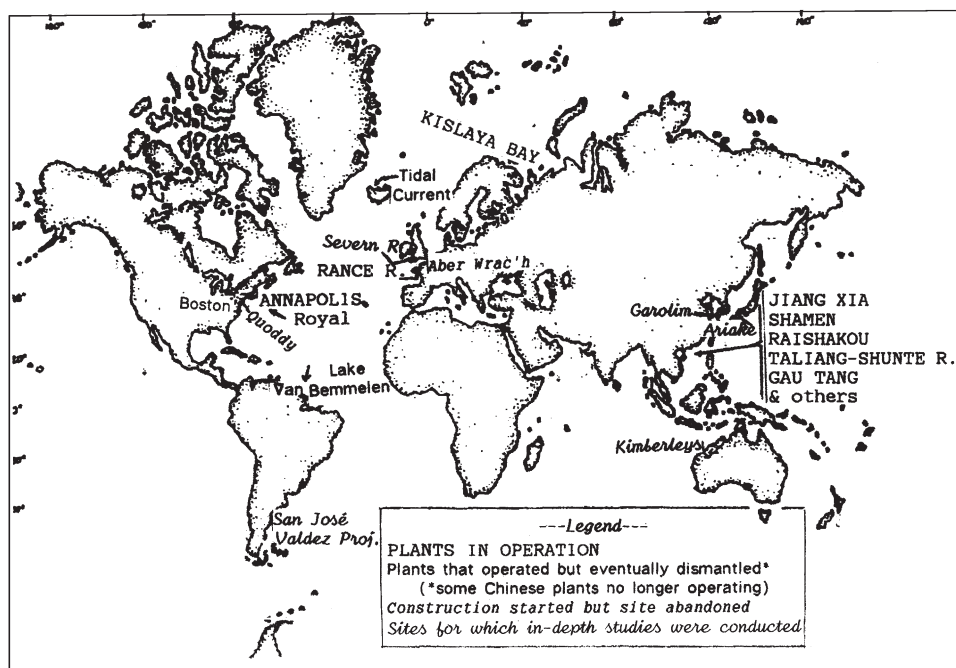 0°
KISLAYA BAY
Tidal
Current
Severn R.
RANCE R.
Aber Wrac'h
Boston
ANNAPOLIS
Royal
Quoddy
Garolim
Ariake
JIANG XIA
SHAMEN
RAISHAKOU
TALIANG-SHUNTE R.
GAU TANG
& others
Lake
Van Bemmelen
0°
Kimberleys
San José
Valdez Proj.
---Legend---
PLANTS IN OPERATION
Plants that operated but eventually dismantled*
(*some Chinese plants no longer operating)
Construction started but site abandoned
Sites for which in-depth studies were conducted